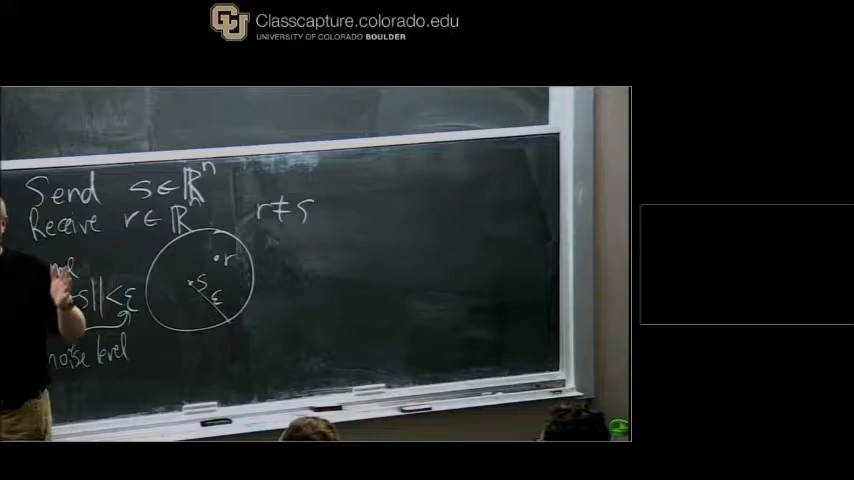 Classcapture.colorado.edu
UNIVERSITY OF COLORADO BOULDER
Send s ∈ ℝⁿ
Receive r ∈ ℝⁿ r ≠ s
r
s
ε
s|| < ε
noise level